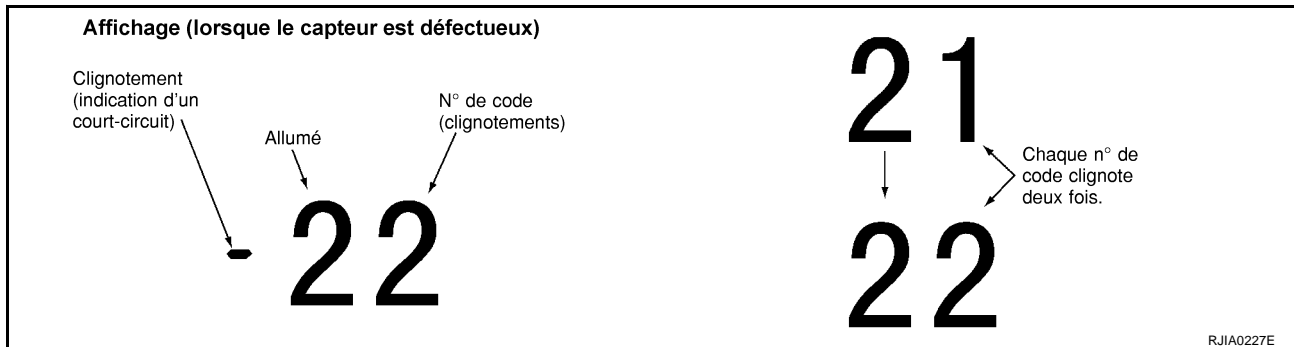 Affichage (lorsque le capteur est défectueux)
Clignotement
(indication d'un
court-circuit)
Allumé
N° de code
(clignotements)
- 22
21
Chaque n° de
code clignote
deux fois.
22
RJIA0227E